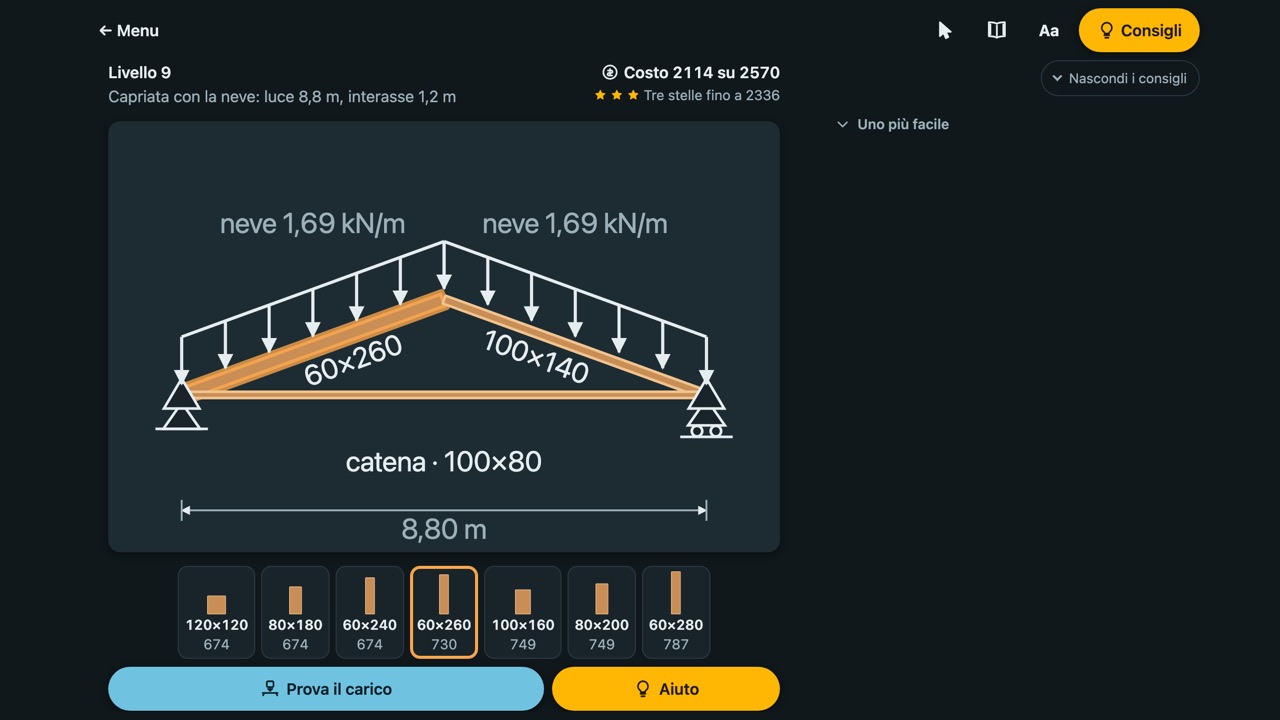 Menu
Aa
Consigli
Livello 9
Costo 2114 su 2570
Nascondi i consigli
Capriata con la neve: luce 8,8 m, interasse 1,2 m
Tre stelle fino a 2336
Uno più facile
neve 1,69 kN/m
neve 1,69 kN/m
60×260
100×140
catena · 100×80
8,80 m
120×120
674
80×180
674
60×240
674
60×260
730
100×160
749
80×200
749
60×280
787
Prova il carico
Aiuto